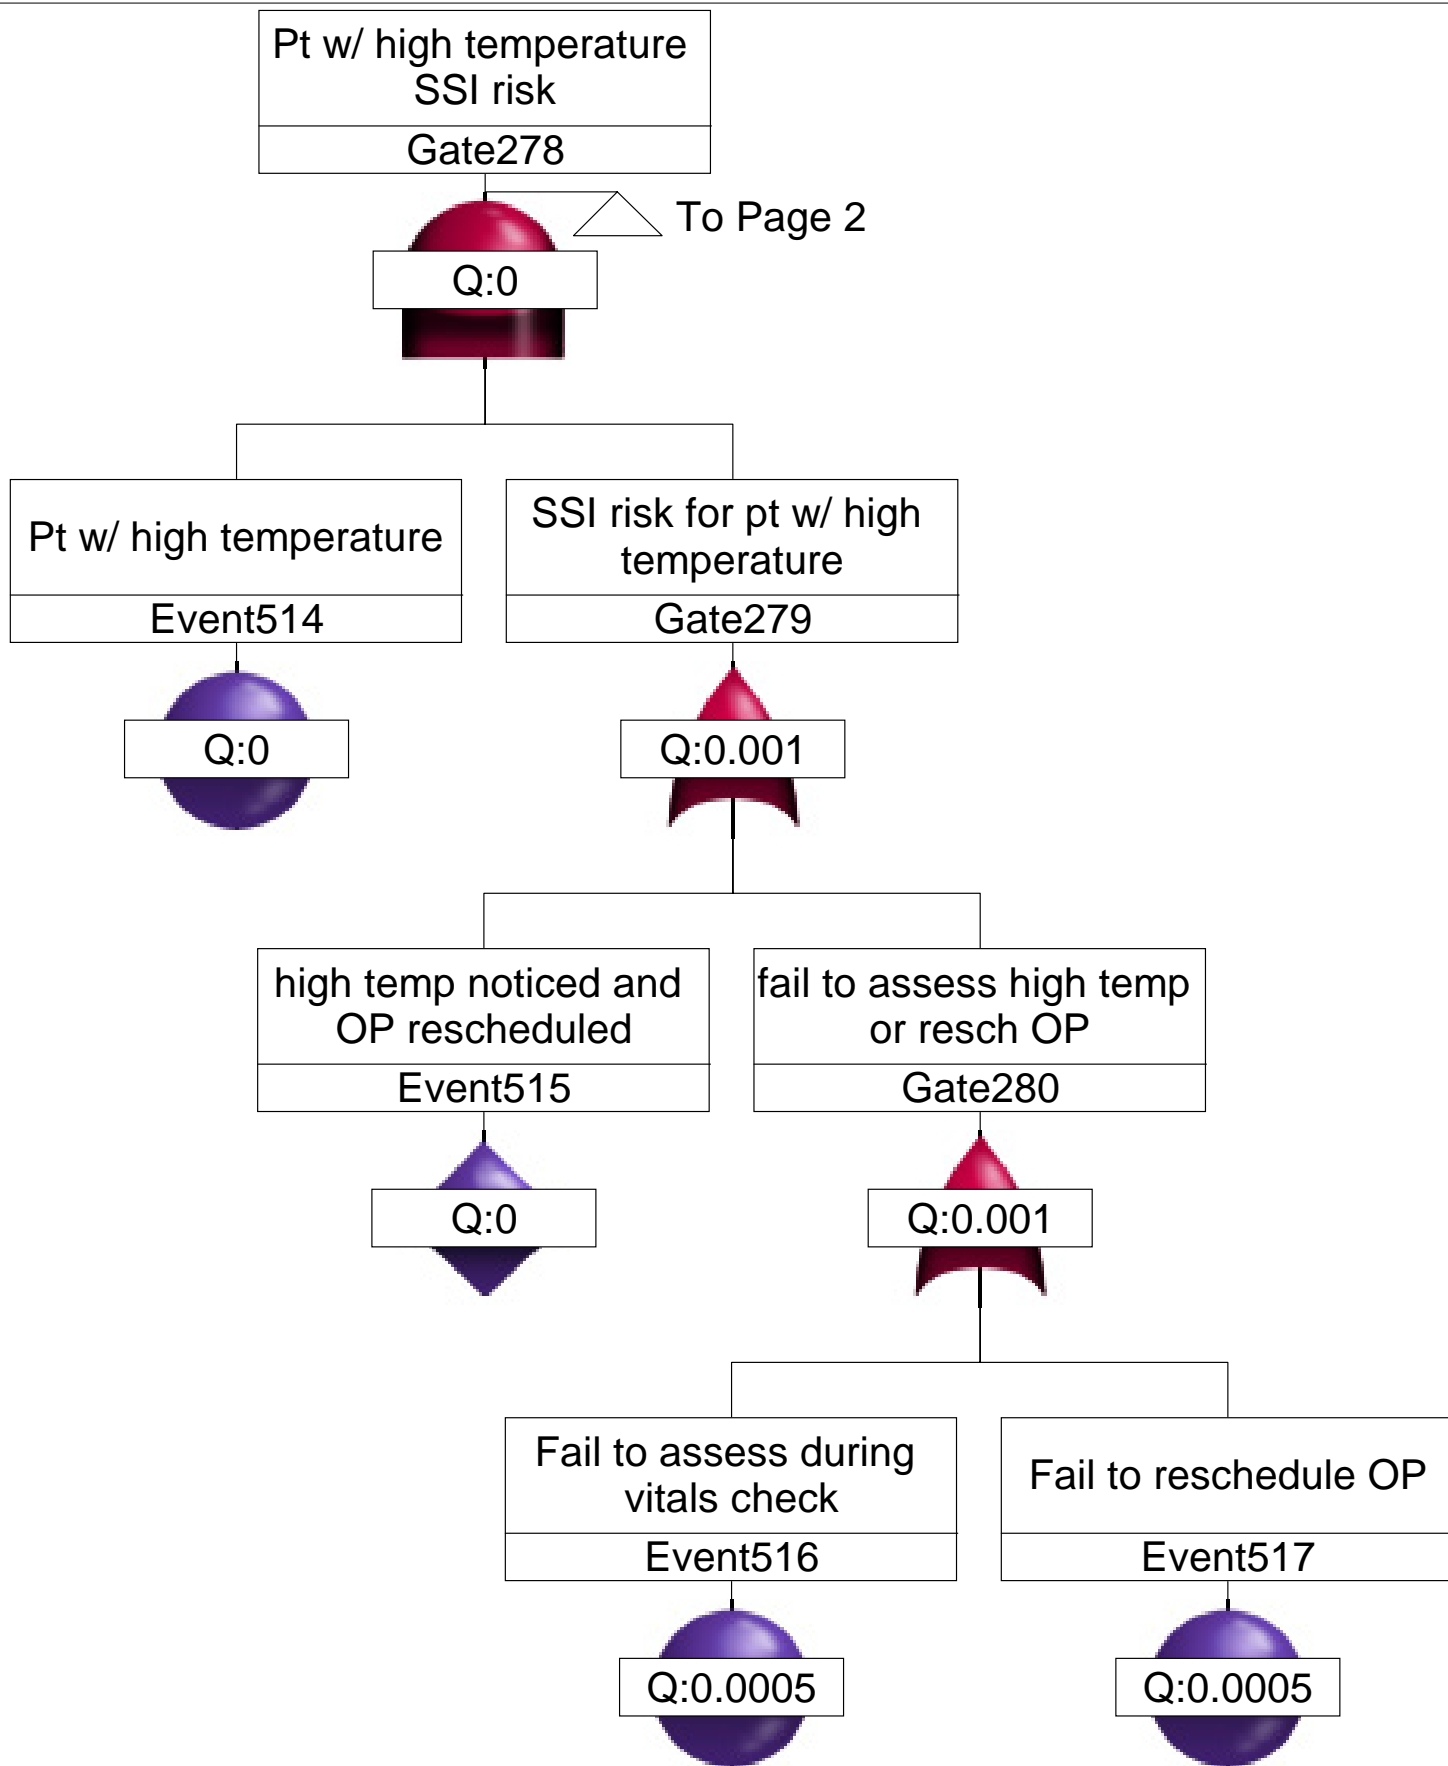 Pt w/ high temperature
SSI risk
Gate278
To Page 2
Q:0
Pt w/ high temperature
Event514
Q:0
SSI risk for pt w/ high
temperature
Gate279
Q:0.001
high temp noticed and
OP rescheduled
Event515
Q:0
fail to assess high temp
or resch OP
Gate280
Q:0.001
Fail to assess during
vitals check
Event516
Q:0.0005
Fail to reschedule OP
Event517
Q:0.0005